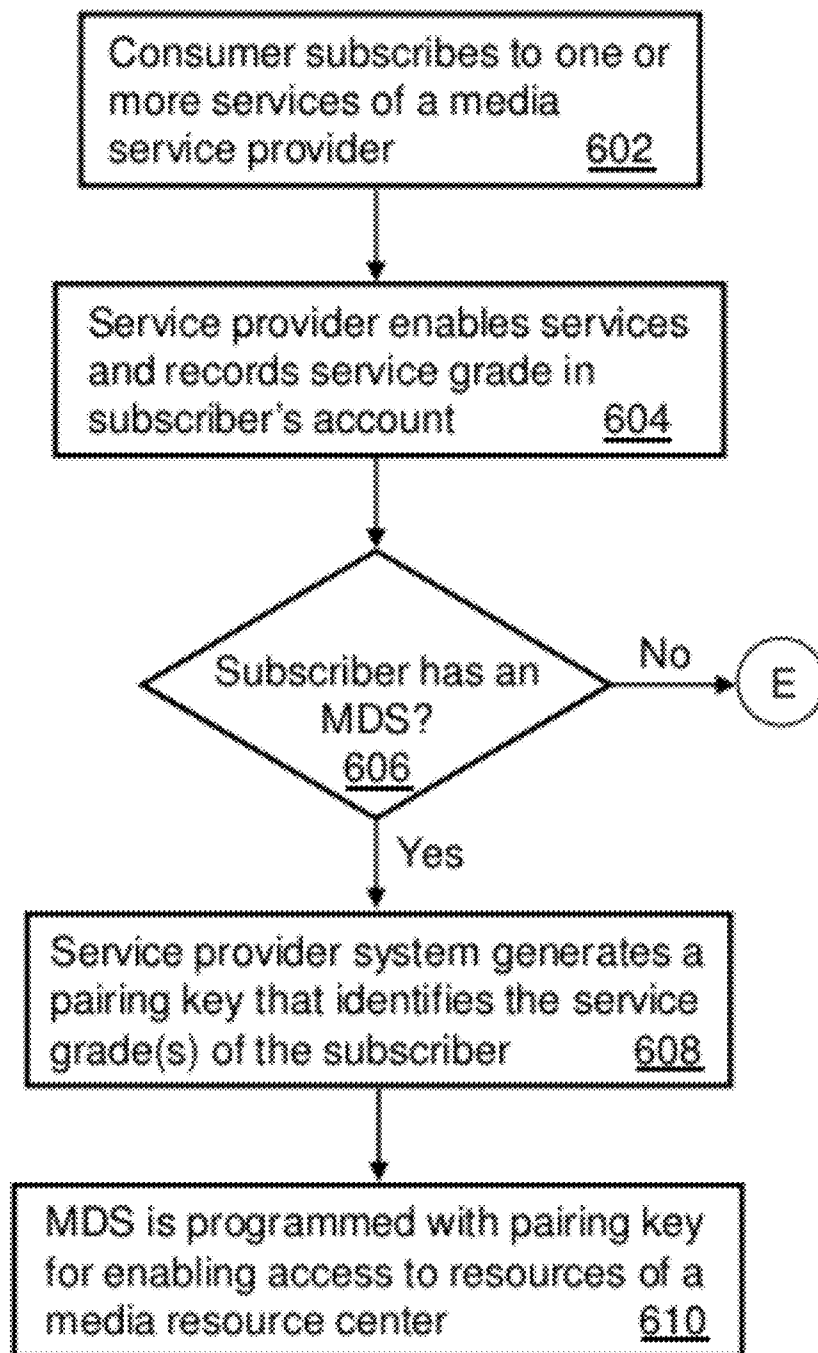 Consumer subscribes to one or
more services of a media
service provider 602
Service provider enables services
and records service grade in
subscriber's account 604
Subscriber has an
MDS?
606
No
E
Yes
Service provider system generates a
pairing key that identifies the service
grade(s) of the subscriber 608
MDS is programmed with pairing key
for enabling access to resources of a
media resource center 610